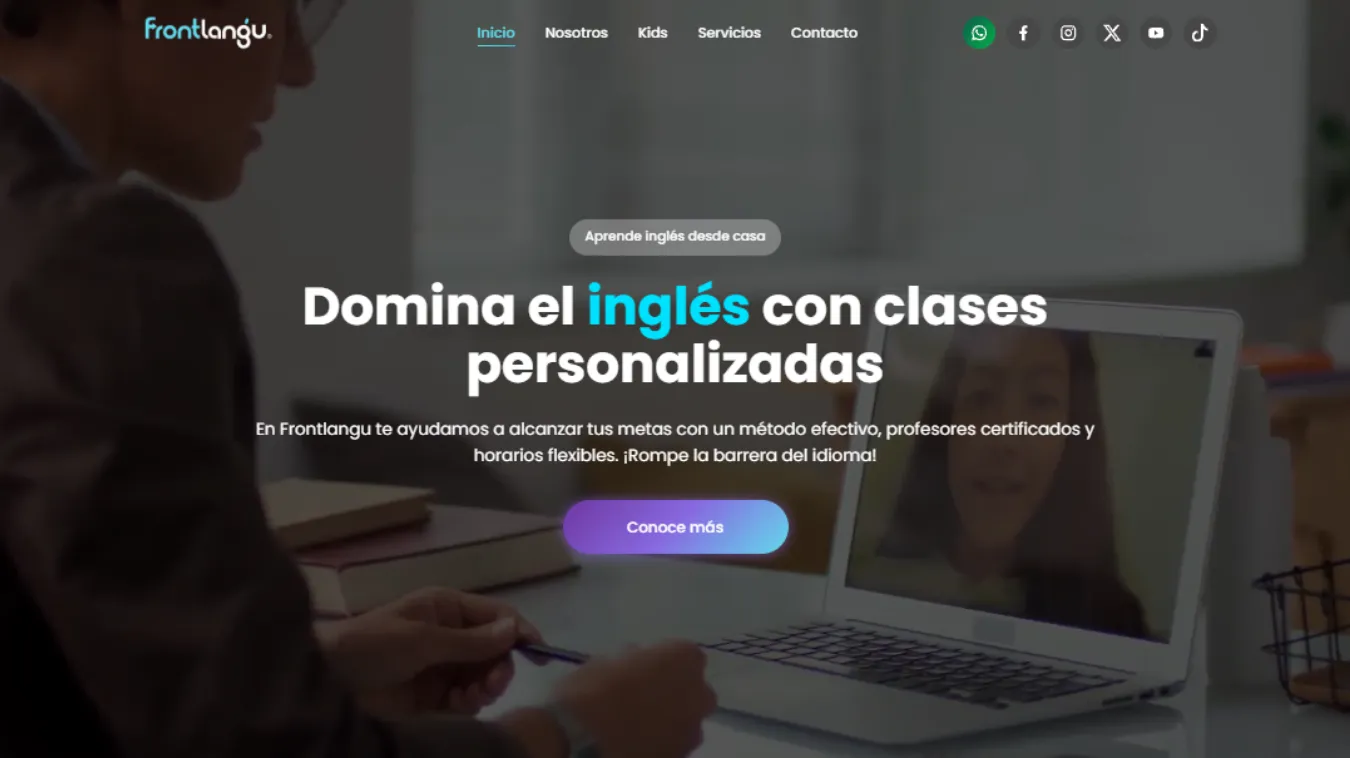 frontlangu®
Inicio Nosotros Kids Servicios Contacto
Aprende inglés desde casa
Domina el inglés con clases
personalizadas
En Frontlangu te ayudamos a alcanzar tus metas con un método efectivo, profesores certificados y
horarios flexibles. ¡Rompe la barrera del idioma!
Conoce más